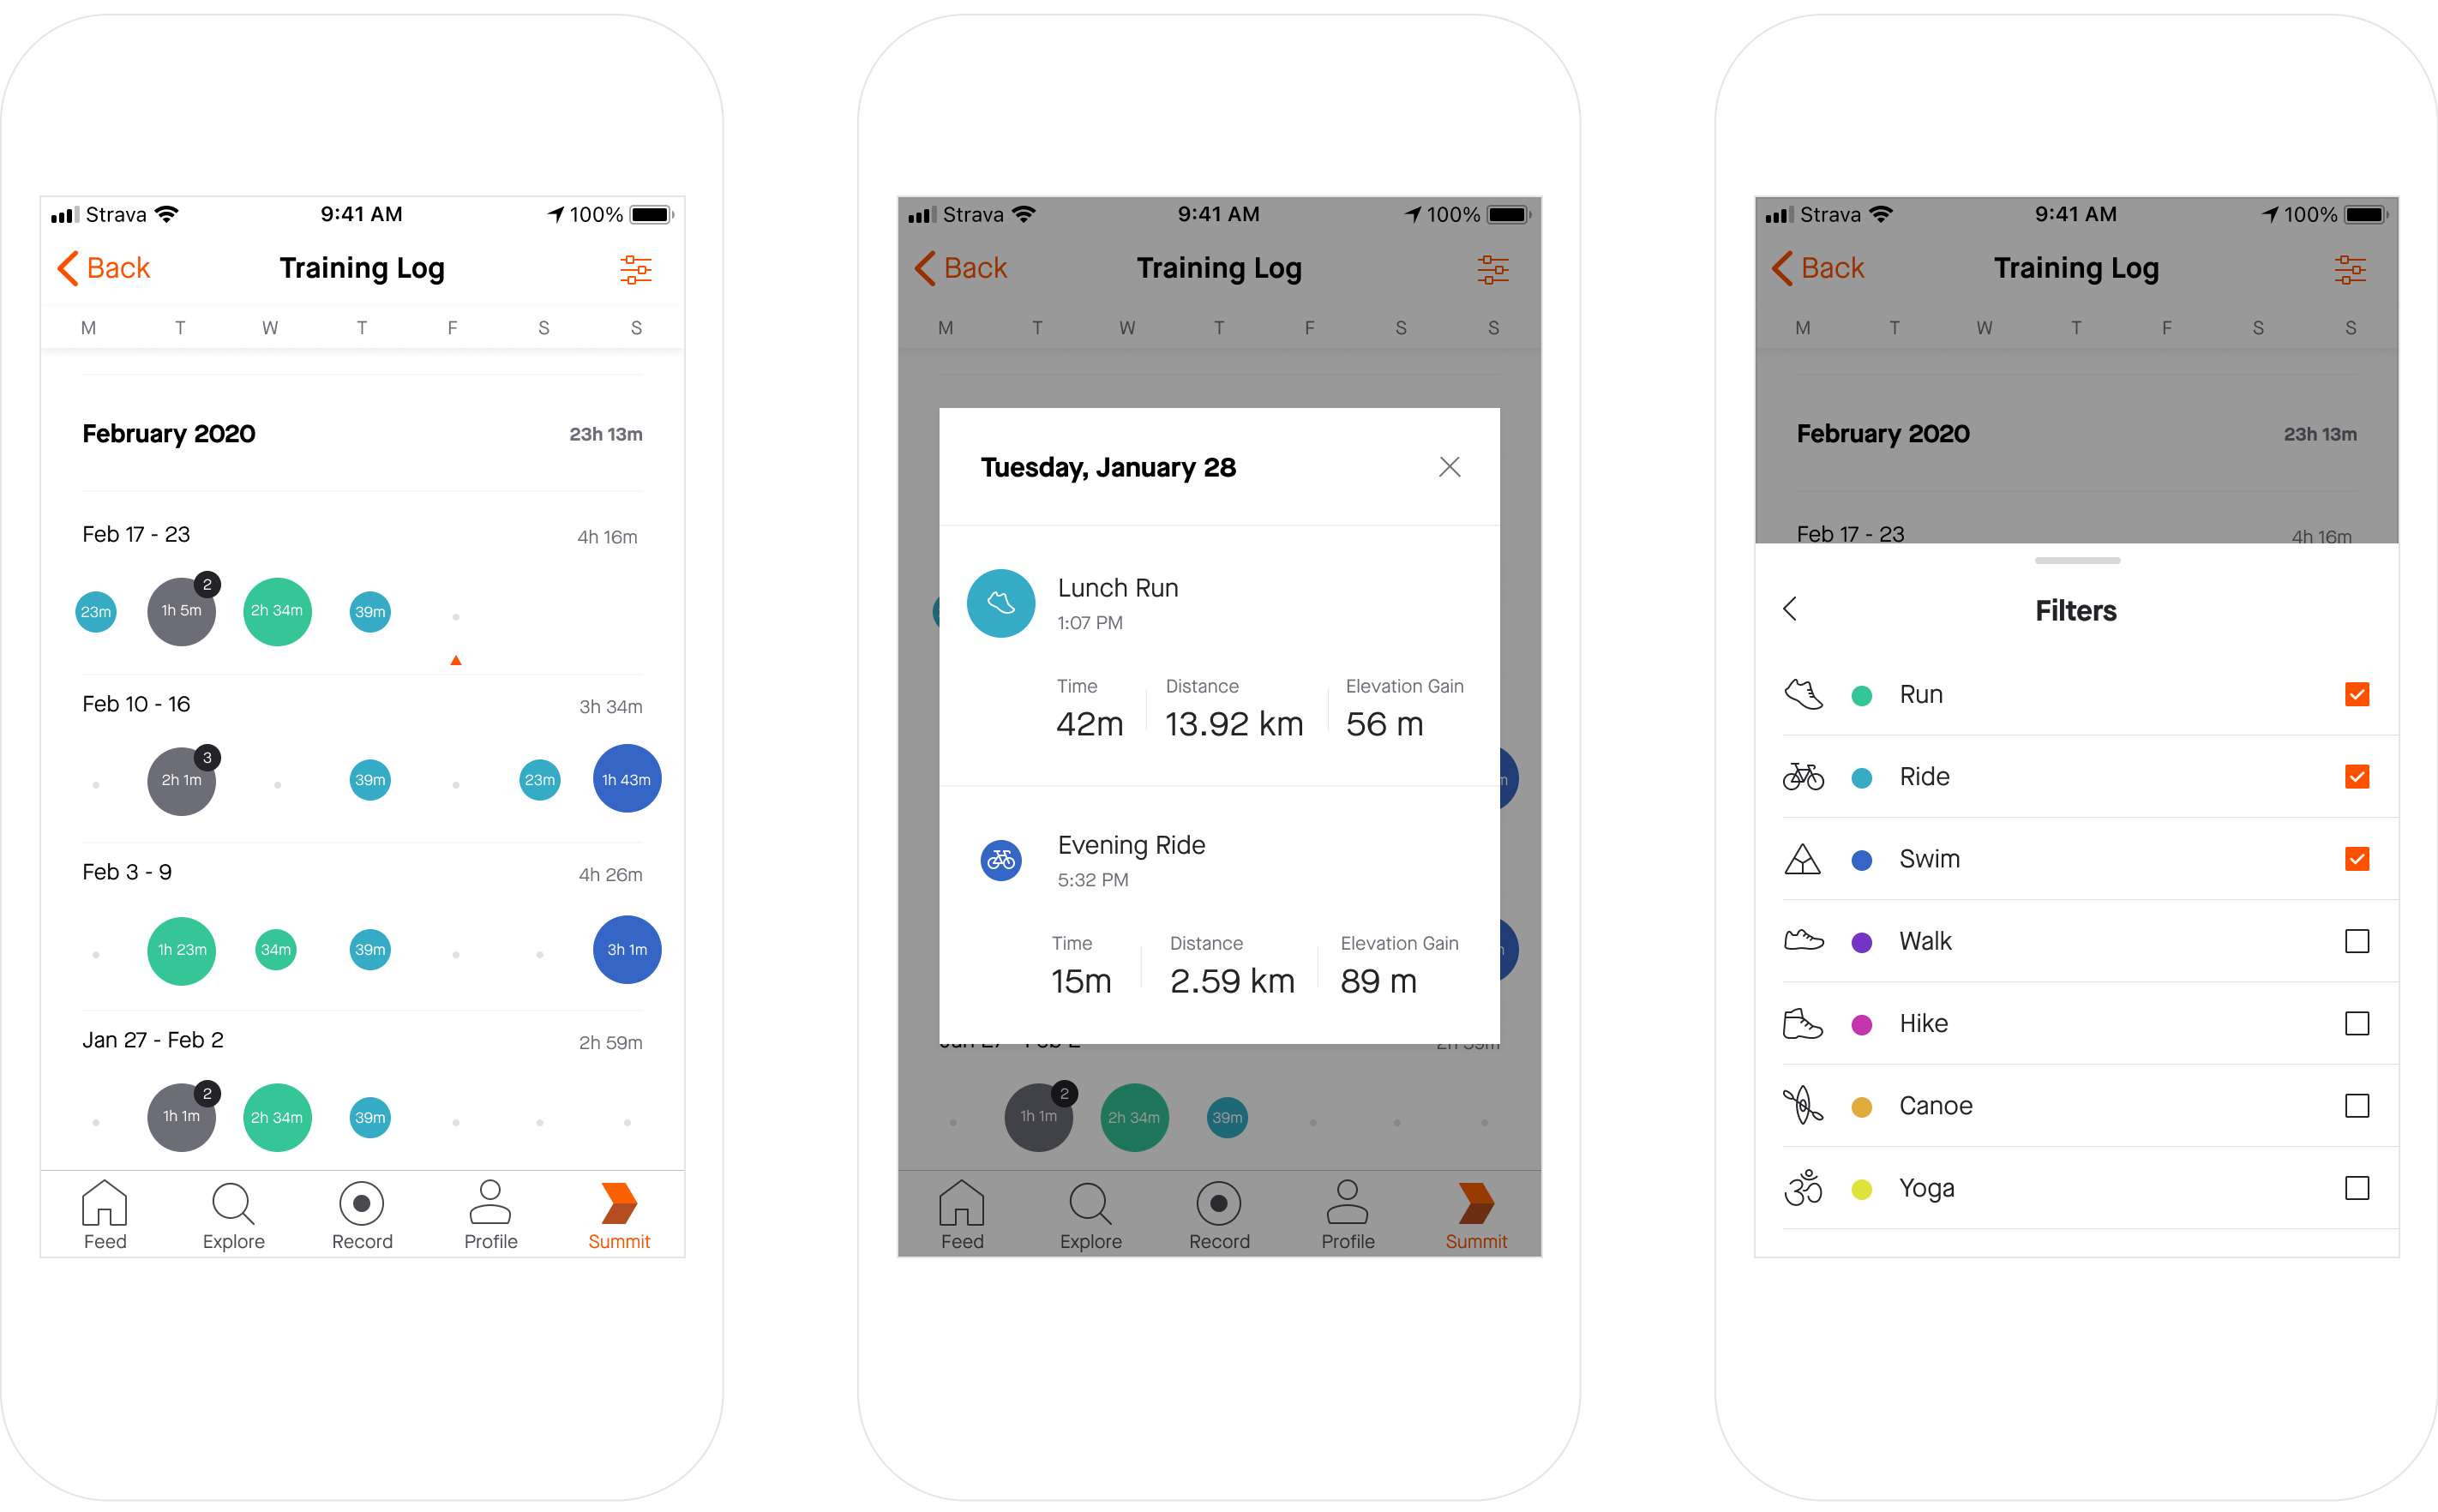 Strava 9:41 AM 100%
Back Training Log
M T W T F S S
February 2020 23h 13m
Feb 17 - 23 4h 16m
23m 1h 5m 2 2h 34m 39m
Feb 10 - 16 3h 34m
2h 1m 3 39m 23m 1h 43m
Feb 3 - 9 4h 26m
1h 23m 34m 39m 3h 1m
Jan 27 - Feb 2 2h 59m
1h 1m 2 2h 34m 39m
Feed Explore Record Profile Summit
Strava 9:41 AM 100%
Back Training Log
M T W T F S S
Tuesday, January 28
Lunch Run
1:07 PM
Time Distance Elevation Gain
42m 13.92 km 56 m
Evening Ride
5:32 PM
Time Distance Elevation Gain
15m 2.59 km 89 m
Jan 27 - Feb 2 2h 59m
1h 1m 2 2h 34m 39m
Feed Explore Record Profile Summit
Strava 9:41 AM 100%
Back Training Log
M T W T F S S
February 2020 23h 13m
Feb 17 - 23 4h 16m
Filters
Run
Ride
Swim
Walk
Hike
Canoe
Yoga